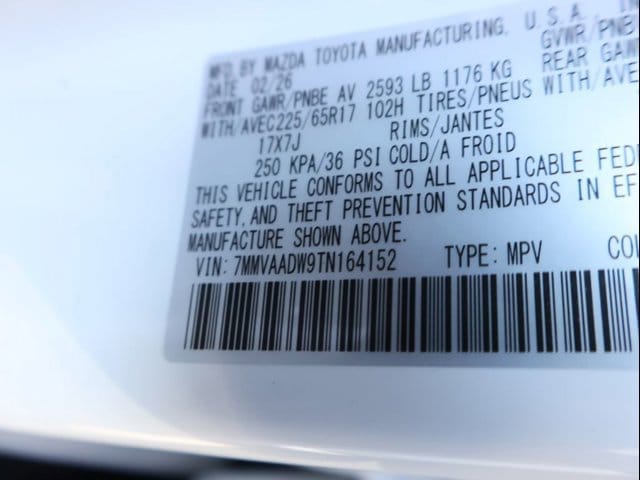 MFD BY MAZDA TOYOTA MANUFACTURING, U.S.A. IN
DATE 02/26 GVWR/PNB
FRONT GAWR/PNBE AV 2593 LB 1176 KG REAR GAW
WITH/AVEC225/65R17 102H TIRES/PNEUS WITH/AVE
17X7J RIMS/JANTES
250 KPA/36 PSI COLD/A FROID
THIS VEHICLE CONFORMS TO ALL APPLICABLE FED
SAFETY,AND THEFT PREVENTION STANDARDS IN EF
MANUFACTURE SHOWN ABOVE.
VIN: 7MMVAADW9TN164152 TYPE: MPV COL